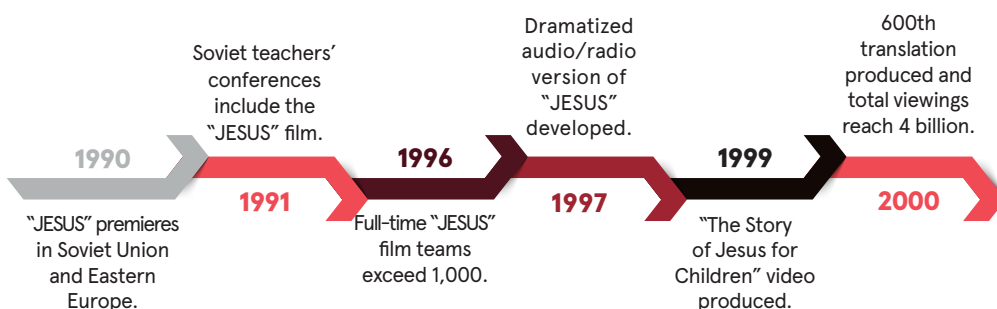 1990
"JESUS" premieres
in Soviet Union
and Eastern
Europe.
Soviet teachers'
conferences
include the
"JESUS" film.
1991
1996
Full-time "JESUS"
film teams
exceed 1,000.
Dramatized
audio/radio
version of
"JESUS"
developed.
1997
1999
"The Story
of Jesus for
Children" video
produced.
600th
translation
produced and
total viewings
reach 4 billion.
2000